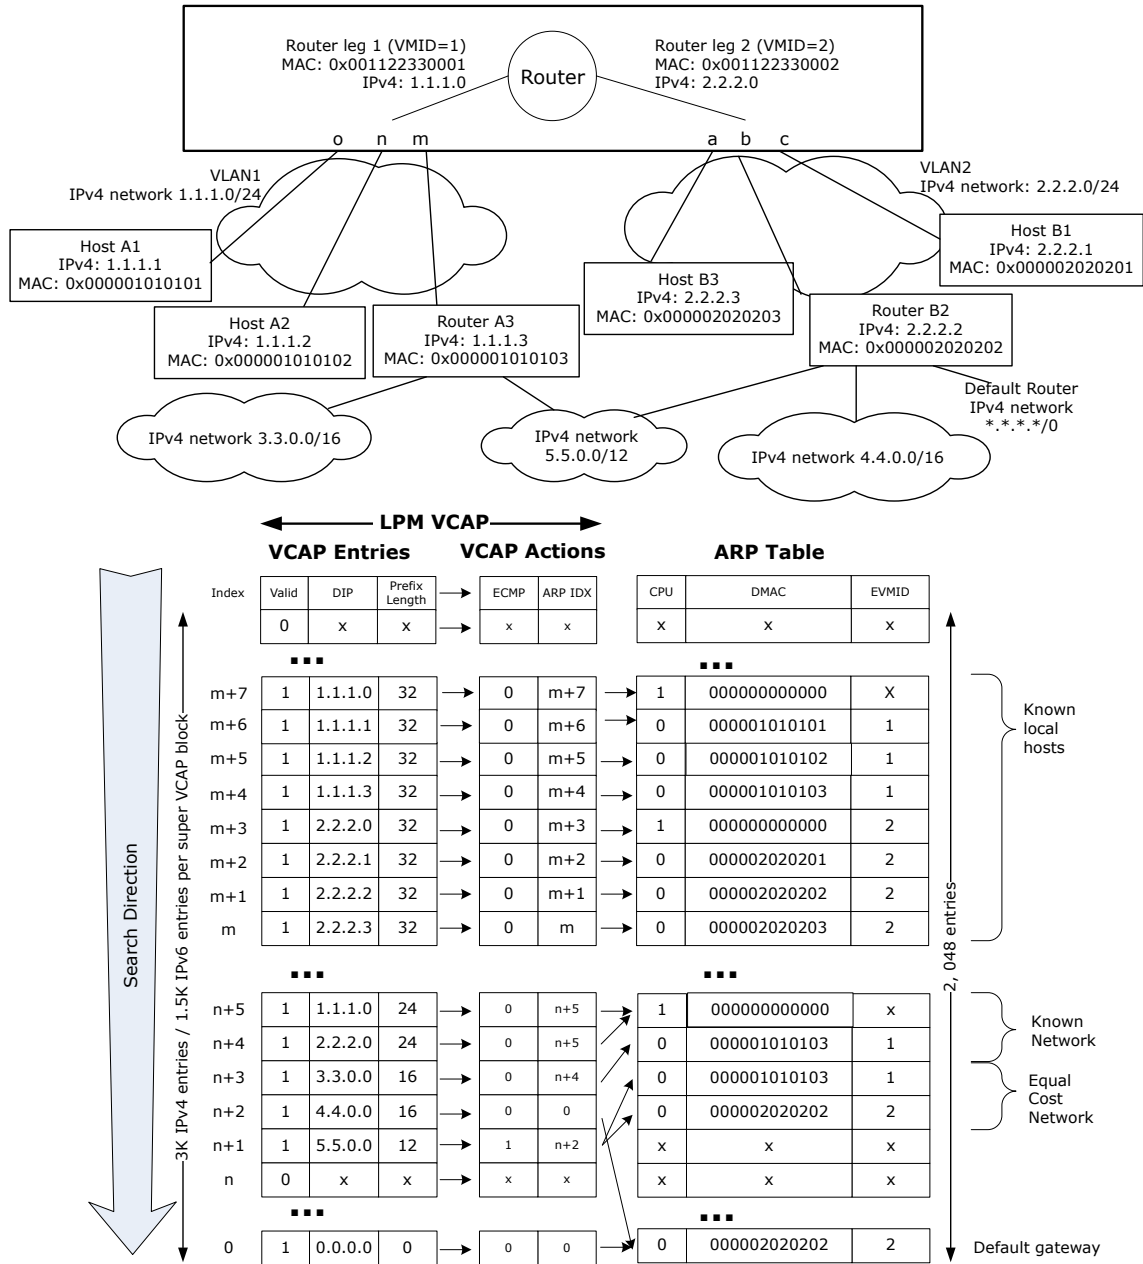 Router leg 1 (VMID=1)
MAC: 0x001122330001
IPv4: 1.1.1.0
Router
Router leg 2 (VMID=2)
MAC: 0x001122330002
IPv4: 2.2.2.0
o n m
a b c
VLAN1
IPv4 network 1.1.1.0/24
VLAN2
IPv4 network: 2.2.2.0/24
Host A1
IPv4: 1.1.1.1
MAC: 0x000001010101
Host B1
IPv4: 2.2.2.1
MAC: 0x000002020201
Host B3
IPv4: 2.2.2.3
MAC: 0x000002020203
Host A2
IPv4: 1.1.1.2
MAC: 0x000001010102
Router A3
IPv4: 1.1.1.3
MAC: 0x000001010103
Router B2
IPv4: 2.2.2.2
MAC: 0x000002020202
Default Router
IPv4 network
*.*.*.*/0
IPv4 network 3.3.0.0/16
IPv4 network
5.5.0.0/12
IPv4 network 4.4.0.0/16
LPM VCAP
VCAP Entries VCAP Actions ARP Table
Index Valid DIP Prefix Length ECMP ARP IDX CPU DMAC EVMID
0 x x x x x x x
... ...
m+7 1 1.1.1.0 32 0 m+7 1 000000000000 X
m+6 1 1.1.1.1 32 0 m+6 0 000001010101 1
m+5 1 1.1.1.2 32 0 m+5 0 000001010102 1
m+4 1 1.1.1.3 32 0 m+4 0 000001010103 1
m+3 1 2.2.2.0 32 0 m+3 1 000000000000 2
m+2 1 2.2.2.1 32 0 m+2 0 000002020201 2
m+1 1 2.2.2.2 32 0 m+1 0 000002020202 2
m 1 2.2.2.3 32 0 m 0 000002020203 2
Known
local
hosts
... ...
n+5 1 1.1.1.0 24 0 n+5 1 000000000000 x
n+4 1 2.2.2.0 24 0 n+5 0 000001010103 1
n+3 1 3.3.0.0 16 0 n+4 0 000001010103 1
n+2 1 4.4.0.0 16 0 0 0 000002020202 2
n+1 1 5.5.0.0 12 1 n+2 x x x
n 0 x x x x x x x
Known
Network
Equal
Cost
Network
... ...
0 1 0.0.0.0 0 0 0 0 000002020202 2 Default gateway
Search Direction
3K IPv4 entries / 1.5K IPv6 entries per super VCAP block
2, 048 entries